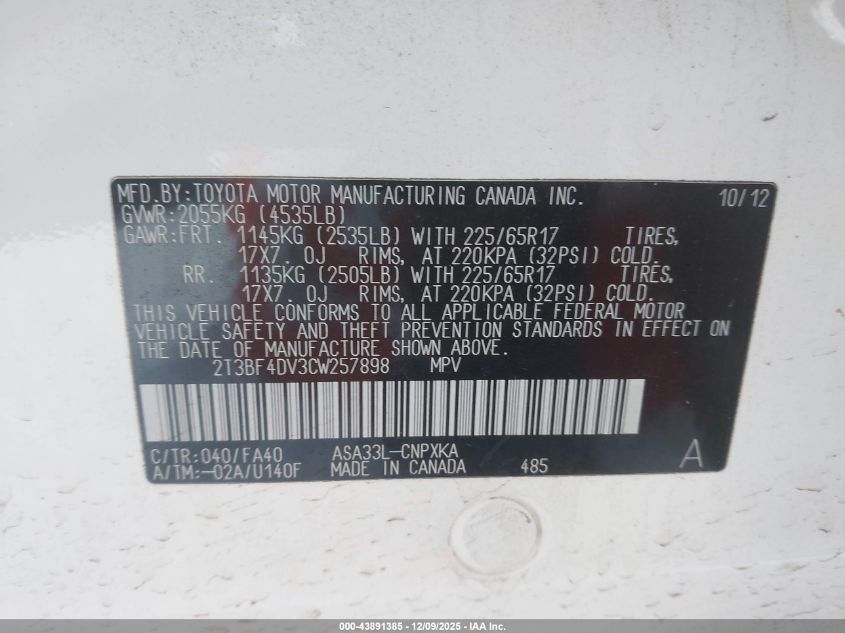 MFD.BY:TOYOTA MOTOR MANUFACTURING CANADA INC. 10/12
GVWR:2055KG (4535LB)
GAWR:FRT. 1145KG (2535LB) WITH 225/65R17 TIRES,
17X7.0J RIMS, AT 220KPA (32PSI) COLD.
RR. 1135KG (2505LB) WITH 225/65R17 TIRES,
17X7.0J RIMS, AT 220KPA (32PSI) COLD.
THIS VEHICLE CONFORMS TO ALL APPLICABLE FEDERAL MOTOR
VEHICLE SAFETY AND THEFT PREVENTION STANDARDS IN EFFECT ON
THE DATE OF MANUFACTURE SHOWN ABOVE.
2T3BF4DV3CW257898 MPV
C/TR:040/FA40 ASA33L-CNPXKA
A/TM:-02A/U140F MADE IN CANADA 485 A
000-43891385 - 12/09/2025 - IAA Inc.